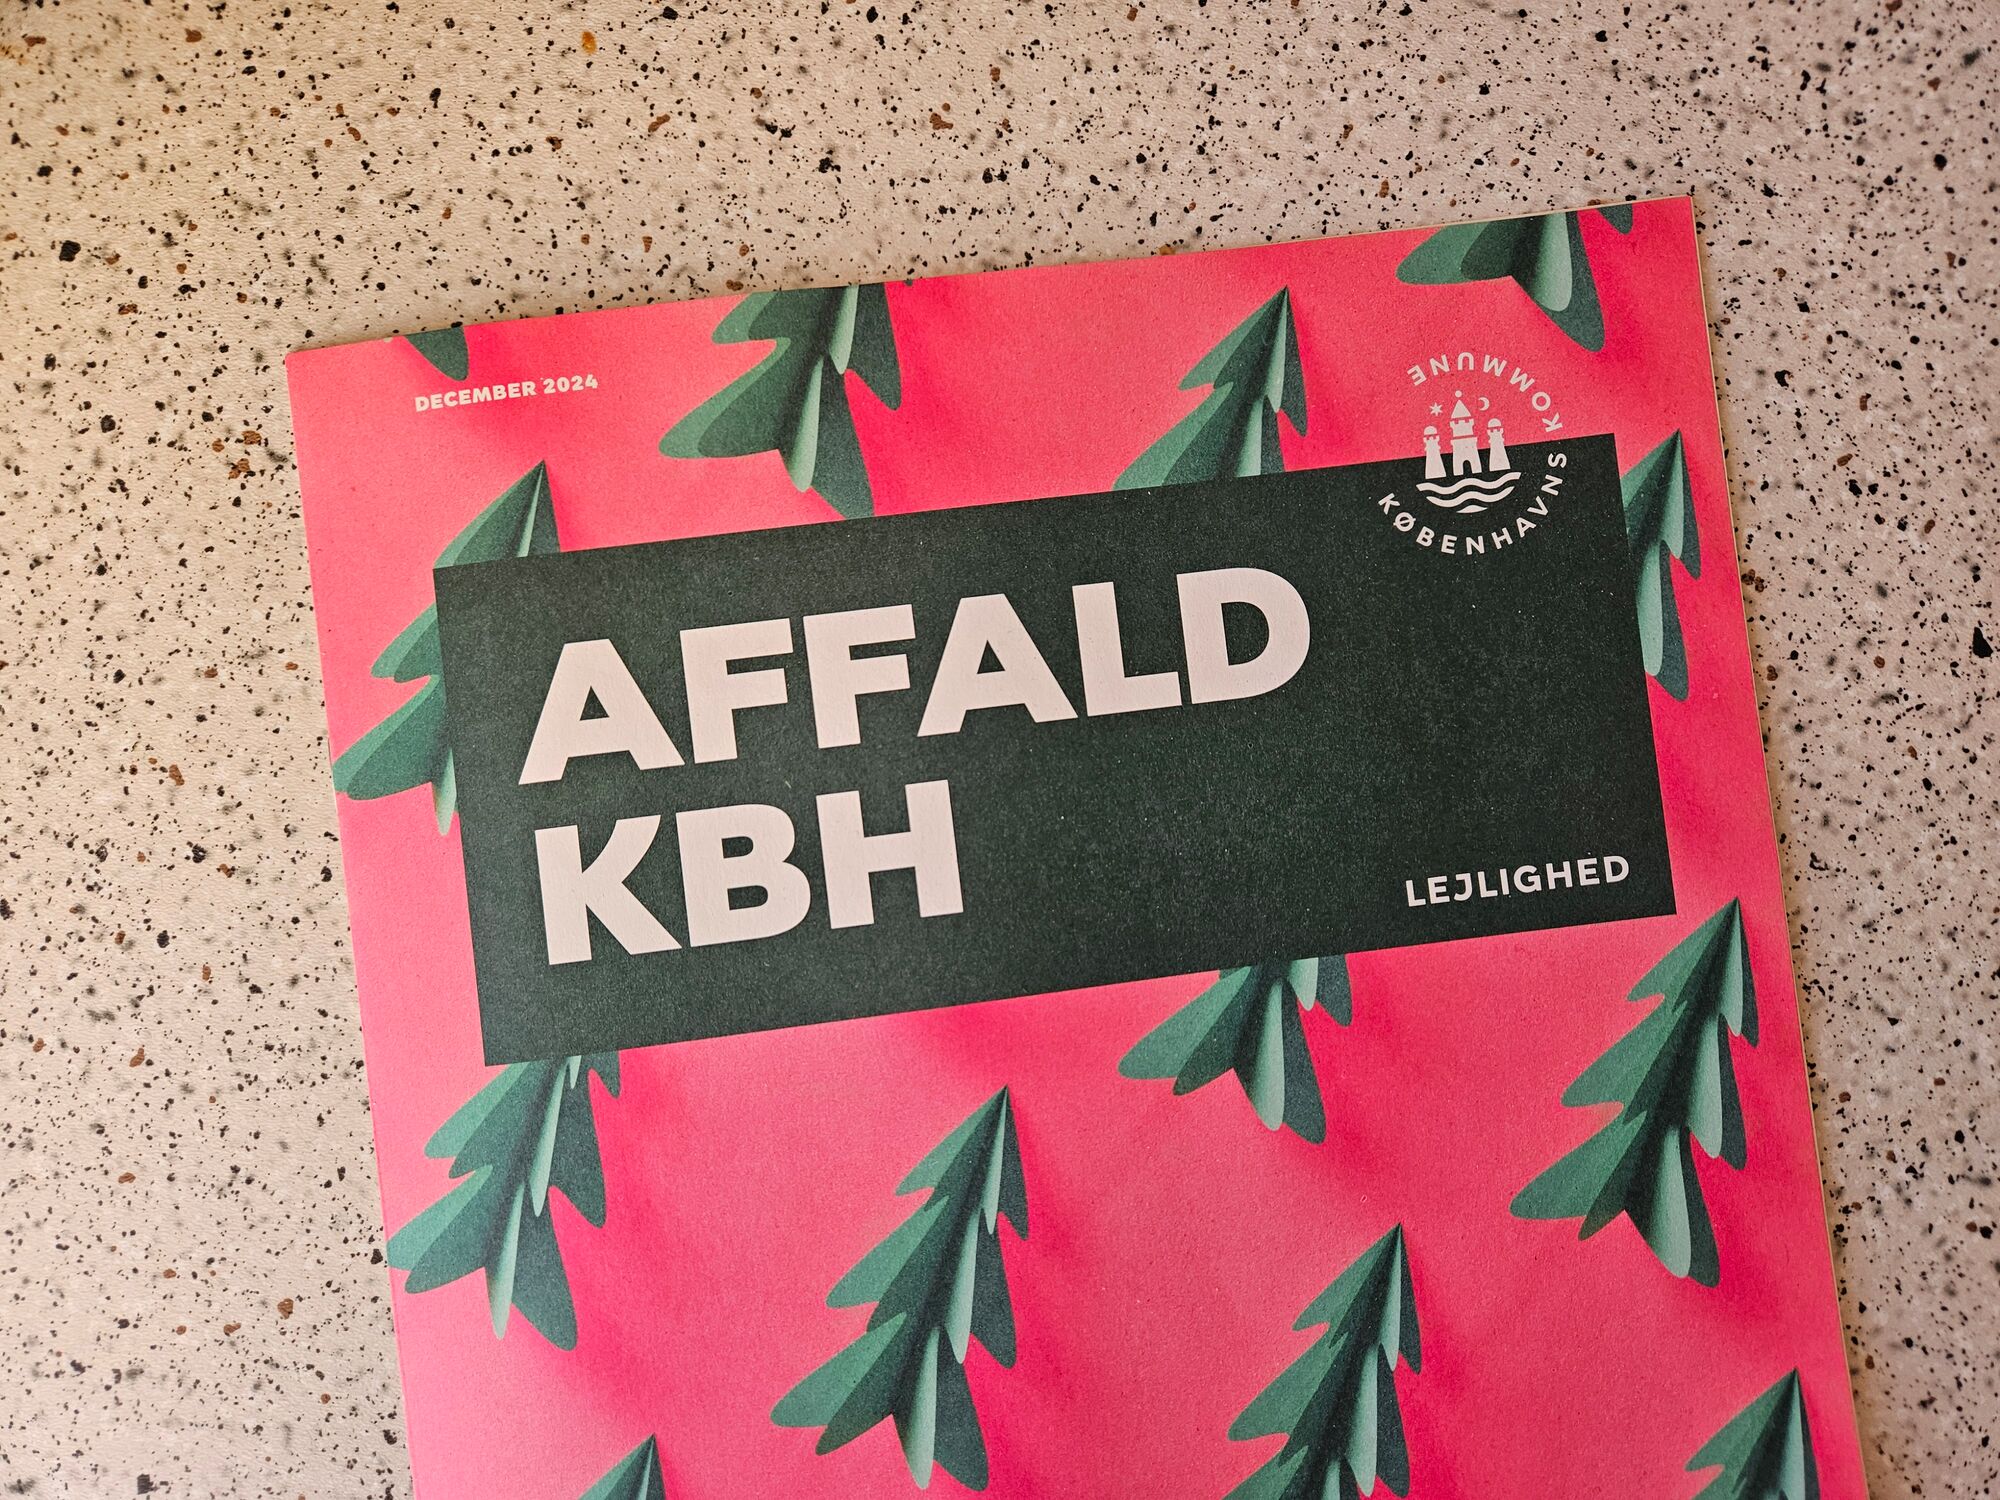 DECEMBER 2024
KØBENHAVNS KOMMUNE
AFFALD
KBH
LEJLIGHED